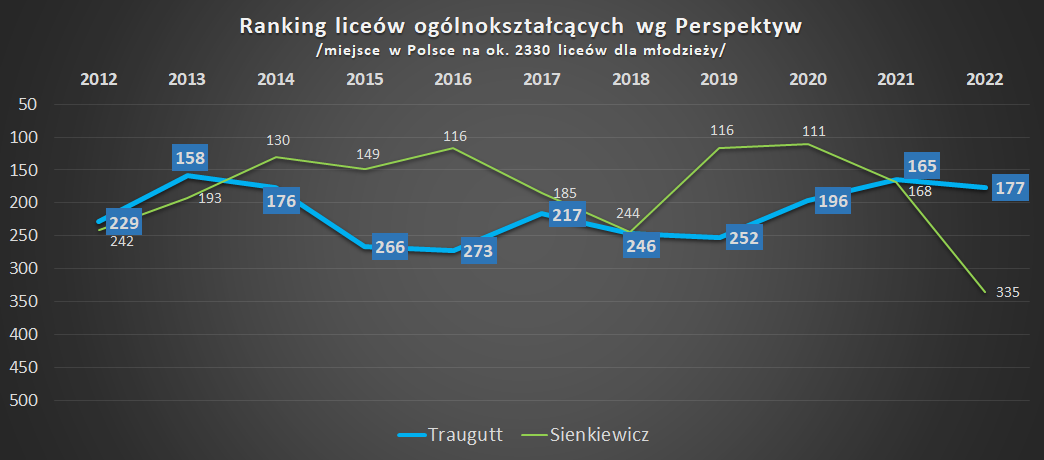 Ranking liceów ogólnokształcących wg Perspektyw
/miejsce w Polsce na ok. 2330 liceów dla młodzieży/
2012 2013 2014 2015 2016 2017 2018 2019 2020 2021 2022
50
100
150
200
250
300
350
400
450
500
229 158 176 266 273 217 246 252 196 165 177
242 193 130 149 116 185 244 116 111 168 335
Traugutt Sienkiewicz